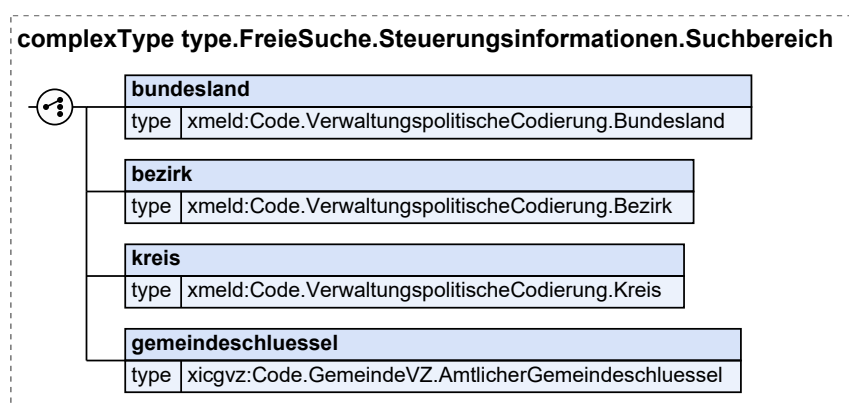 complexType type.FreieSuche.Steuerungsinformationen.Suchbereich
bundesland
type xmeld:Code.VerwaltungspolitischeCodierung.Bundesland
bezirk
type xmeld:Code.VerwaltungspolitischeCodierung.Bezirk
kreis
type xmeld:Code.VerwaltungspolitischeCodierung.Kreis
gemeindeschluessel
type xicgvz:Code.GemeindeVZ.AmtlicherGemeindeschluessel